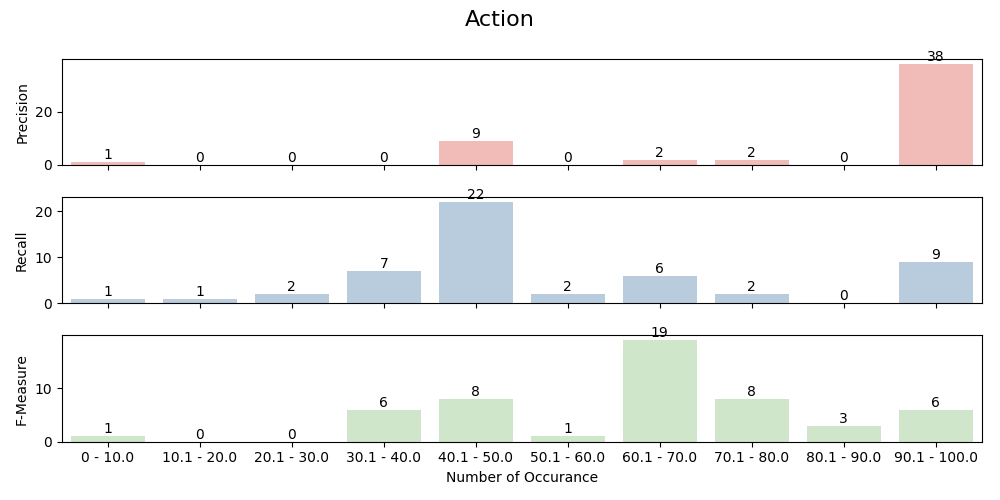 Action
Precision
20
0
1 0 0 0 9 0 2 2 0 38
Recall
20
10
0
1 1 2 7 22 2 6 2 0 9
F-Measure
10
0
1 0 0 6 8 1 19 8 3 6
0 - 10.0 10.1 - 20.0 20.1 - 30.0 30.1 - 40.0 40.1 - 50.0 50.1 - 60.0 60.1 - 70.0 70.1 - 80.0 80.1 - 90.0 90.1 - 100.0
Number of Occurance